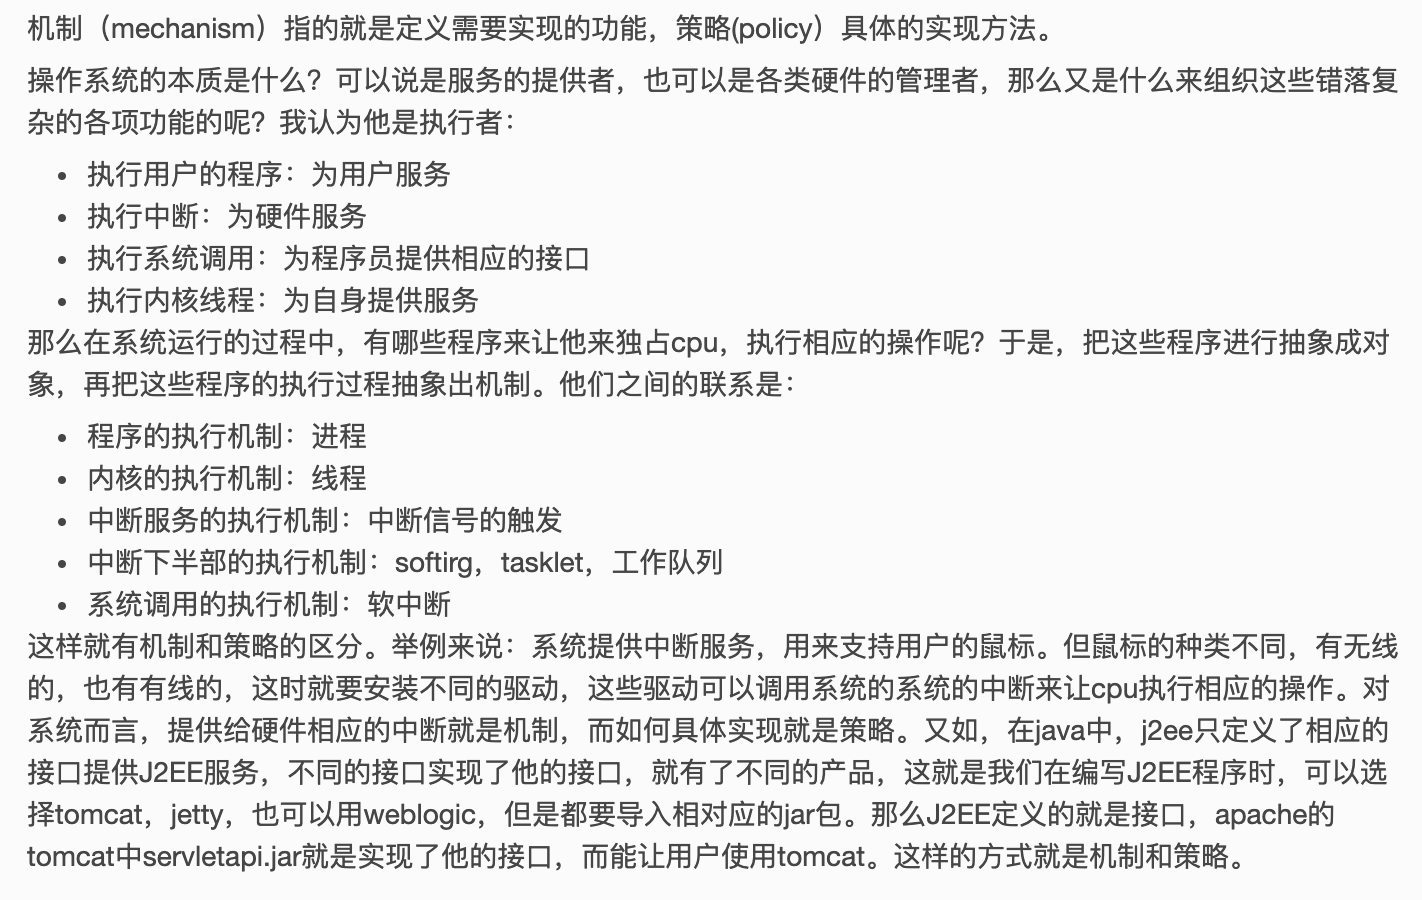 机制（mechanism）指的就是定义需要实现的功能，策略(policy）具体的实现方法。
操作系统的本质是什么？可以说是服务的提供者，也可以是各类硬件的管理者，那么又是什么来组织这些错落复
杂的各项功能的呢？我认为他是执行者：
• 执行用户的程序：为用户服务
• 执行中断：为硬件服务
• 执行系统调用：为程序员提供相应的接口
• 执行内核线程：为自身提供服务
那么在系统运行的过程中，有哪些程序来让他来独占cpu，执行相应的操作呢？于是，把这些程序进行抽象成对
象，再把这些程序的执行过程抽象出机制。他们之间的联系是：
• 程序的执行机制：进程
• 内核的执行机制：线程
• 中断服务的执行机制：中断信号的触发
• 中断下半部的执行机制：softirg，tasklet，工作队列
• 系统调用的执行机制：软中断
这样就有机制和策略的区分。举例来说：系统提供中断服务，用来支持用户的鼠标。但鼠标的种类不同，有无线
的，也有有线的，这时就要安装不同的驱动，这些驱动可以调用系统的系统的中断来让cpu执行相应的操作。对
系统而言，提供给硬件相应的中断就是机制，而如何具体实现就是策略。又如，在java中，j2ee只定义了相应的
接口提供J2EE服务，不同的接口实现了他的接口，就有了不同的产品，这就是我们在编写J2EE程序时，可以选
择tomcat，jetty，也可以用weblogic，但是都要导入相对应的jar包。那么J2EE定义的就是接口，apache的
tomcat中servletapi.jar就是实现了他的接口，而能让用户使用tomcat。这样的方式就是机制和策略。